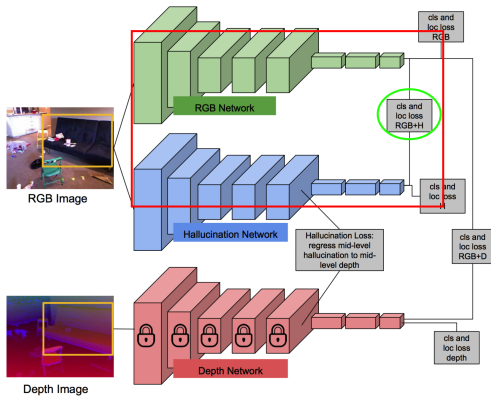 cls and
loc loss
RGB
RGB Network
cls and
loc loss
RGB+H
RGB Image
cls and
loc loss
H
Hallucination Network
Hallucination Loss:
regress mid-level
hallucination to mid-
level depth
cls and
loc loss
RGB+D
cls and
loc loss
depth
Depth Network
Depth Image